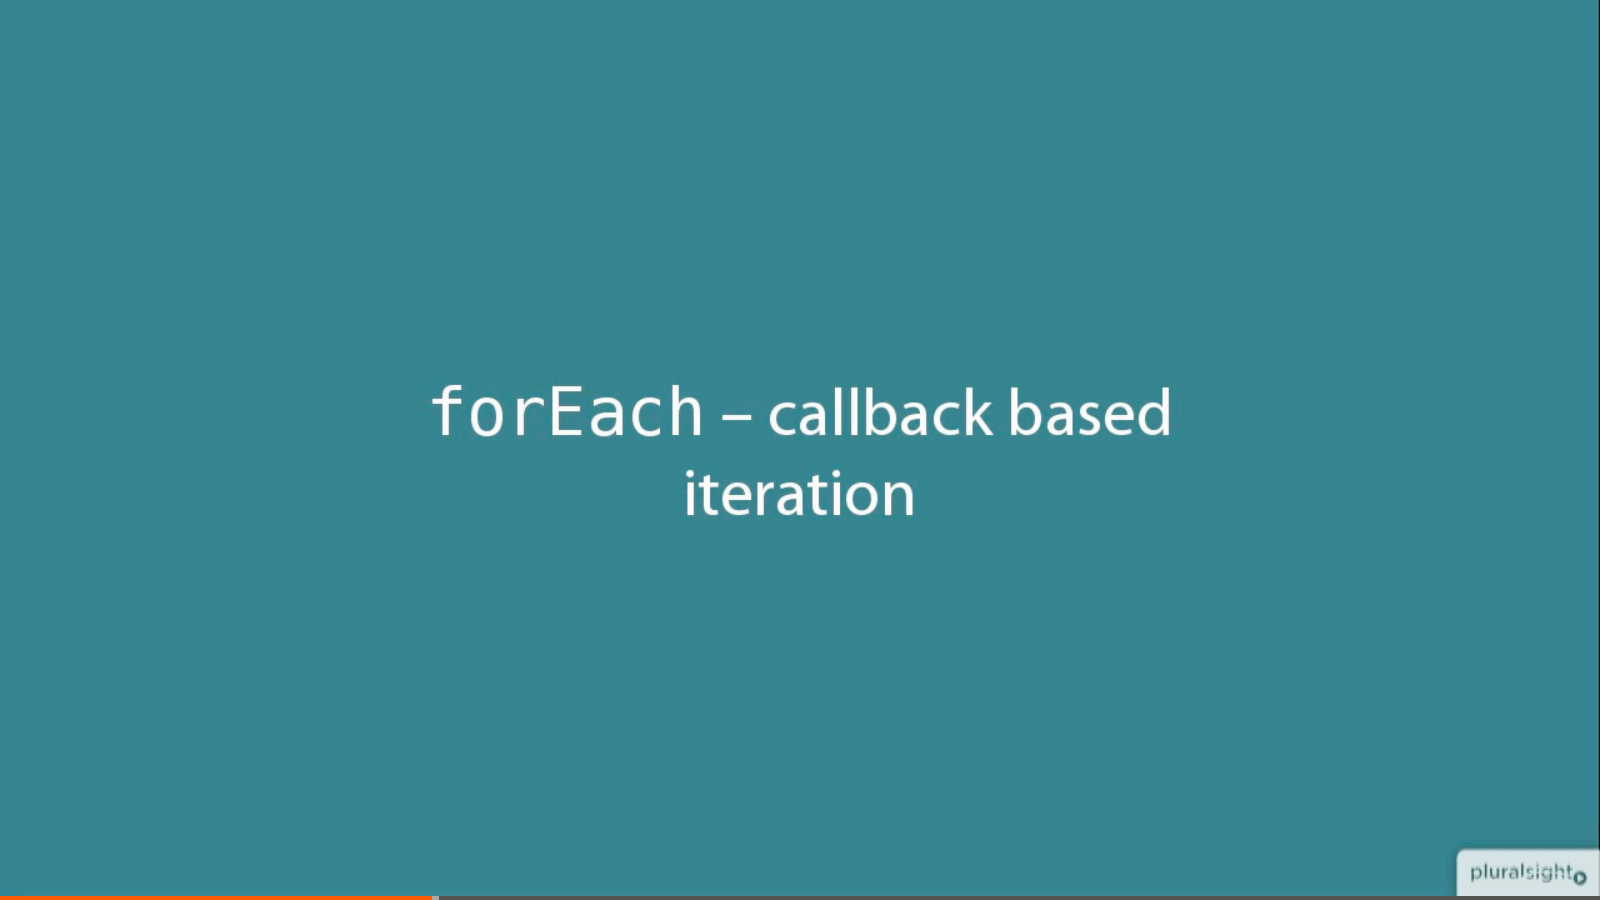 forEach – callback based
iteration
pluralsight